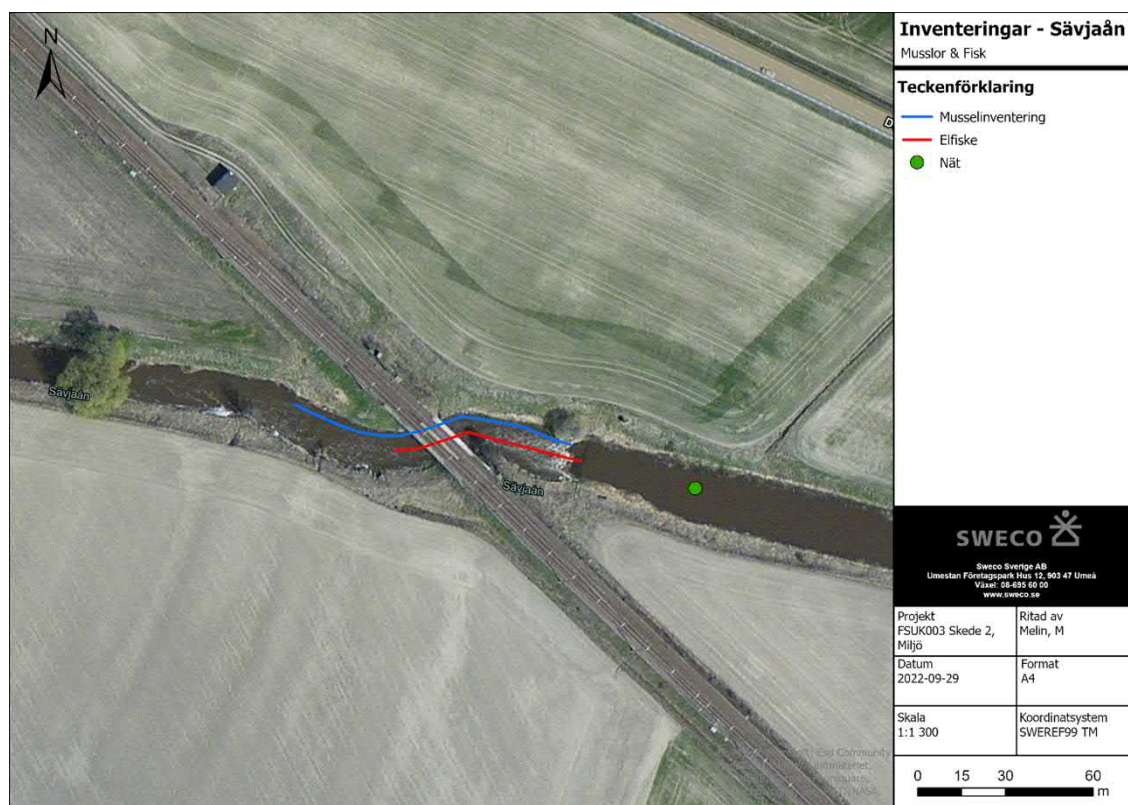 N
Sävjaån
Sävjaån
D
Inventeringar - Sävjaån
Musslor & Fisk
Teckenförklaring
Musselinventering
Elfiske
Nät
SWECO
Sweco Sverige AB
Umestan Företagspark Hus 12, 903 47 Umeå
Växel: 08-695 60 00
www.sweco.se
Projekt
FSUK003 Skede 2,
Miljö
Ritad av
Melin, M
Datum
2022-09-29
Format
A4
Skala
1:1 300
Koordinatsystem
SWEREF99 TM
0 15 30 60
m
Esri Community